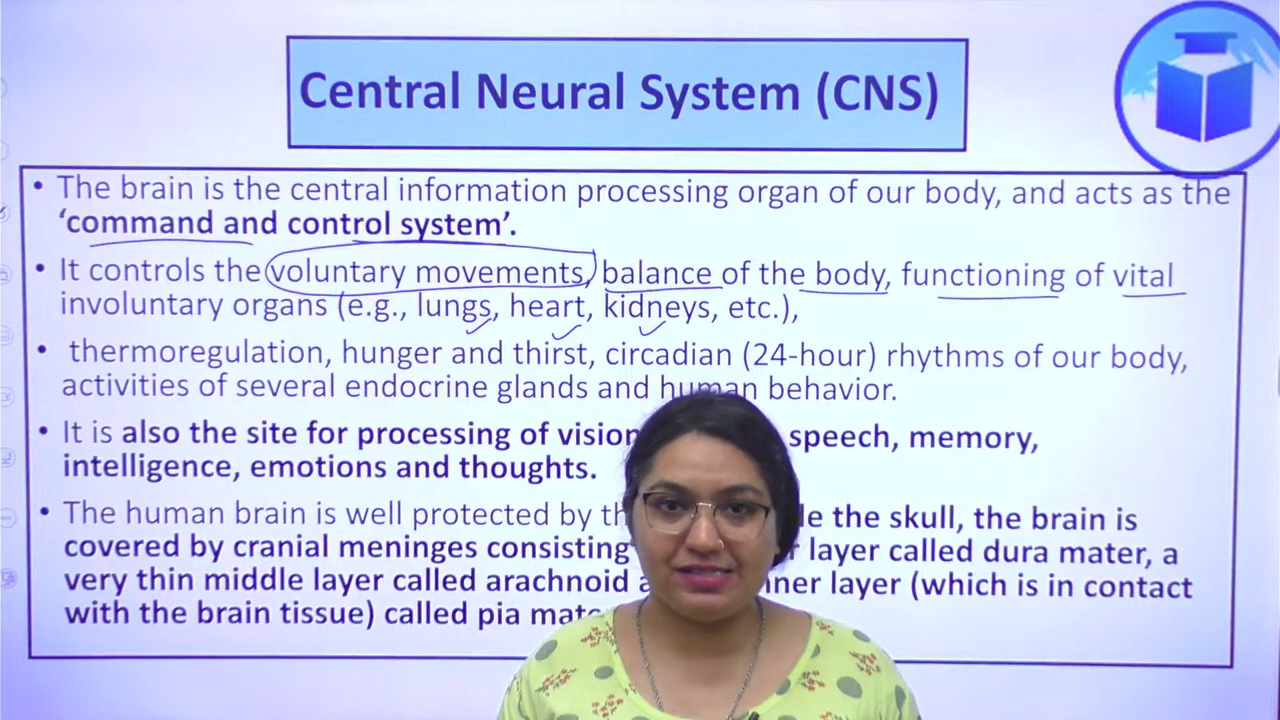 Central Neural System (CNS)
• The brain is the central information processing organ of our body, and acts as the
‘command and control system’.
• It controls the voluntary movements, balance of the body, functioning of vital
involuntary organs (e.g., lungs, heart, kidneys, etc.),
• thermoregulation, hunger and thirst, circadian (24-hour) rhythms of our body,
activities of several endocrine glands and human behavior.
• It is also the site for processing of vision speech, memory,
intelligence, emotions and thoughts.
• The human brain is well protected by the skull, the brain is
covered by cranial meninges consisting layer called dura mater, a
very thin middle layer called arachnoid layer (which is in contact
with the brain tissue) called pia